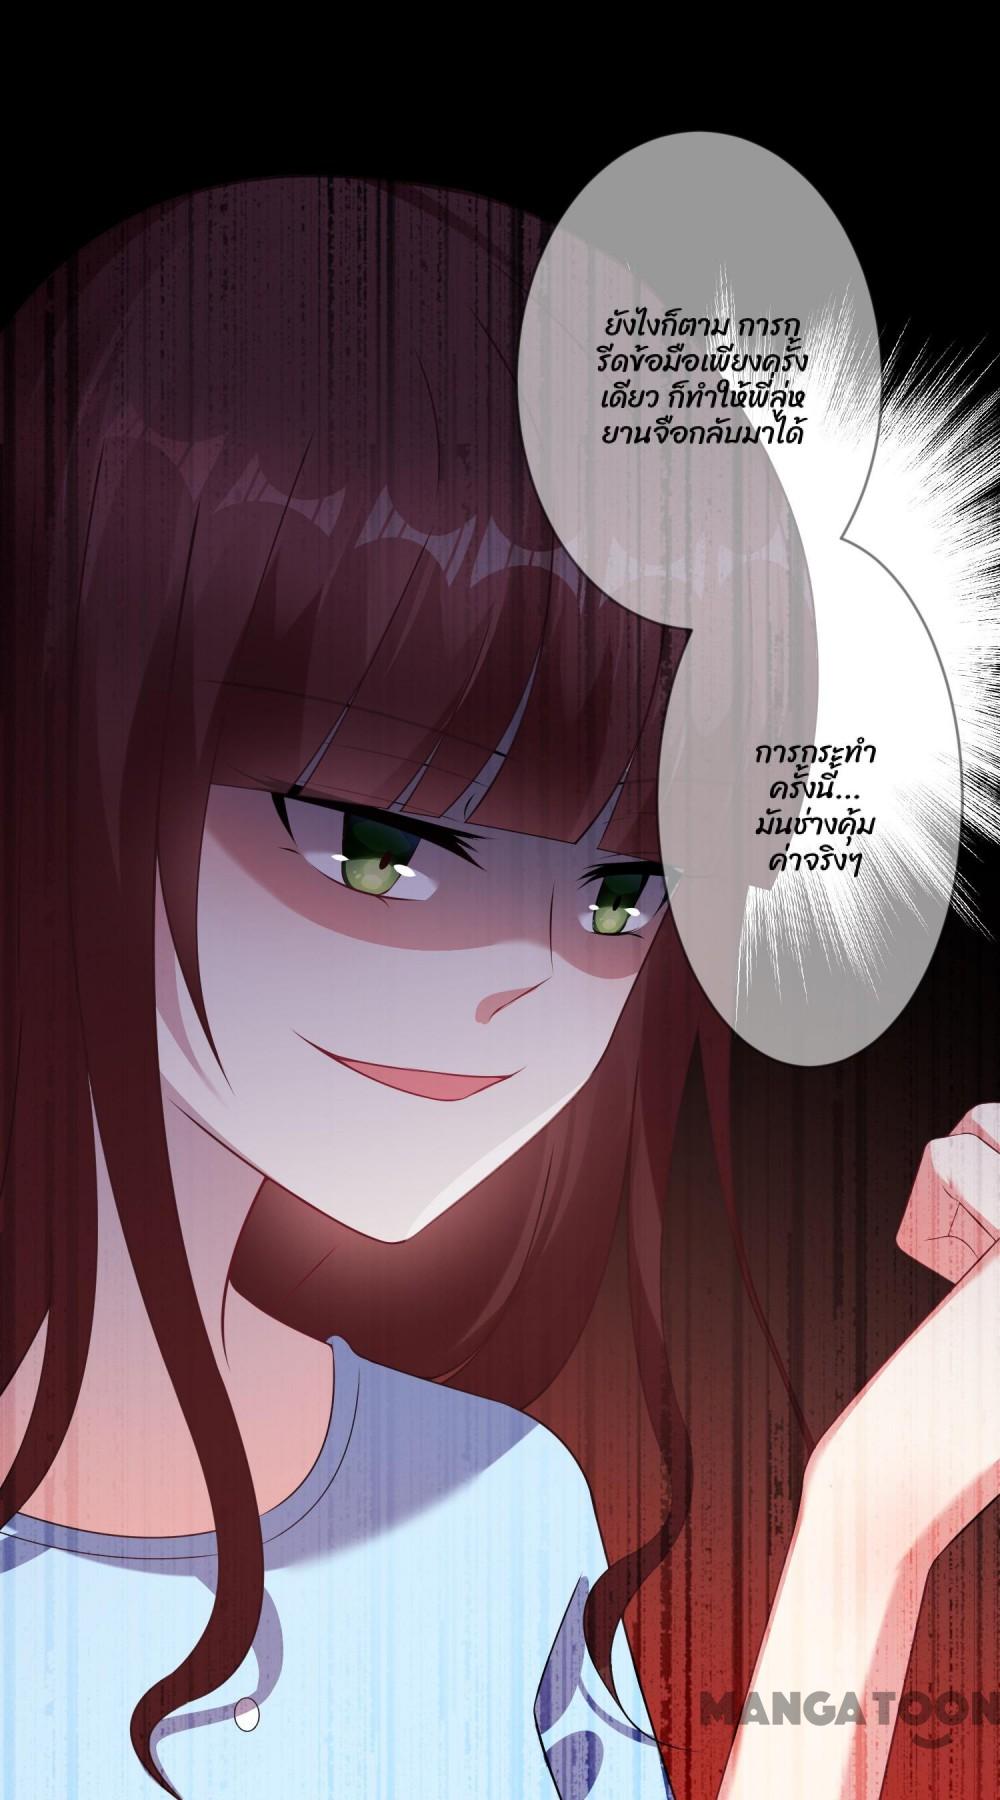 ยังไงก็ตาม การก
รีดข้อมือเพียงครั้ง
เดียว ก็ทำให้พี่ลู่ห
ยานจือกลับมาได้
การกระทำ
ครั้งนี้...
มันช่างคุ้ม
ค่าจริงๆ
MANGATOON